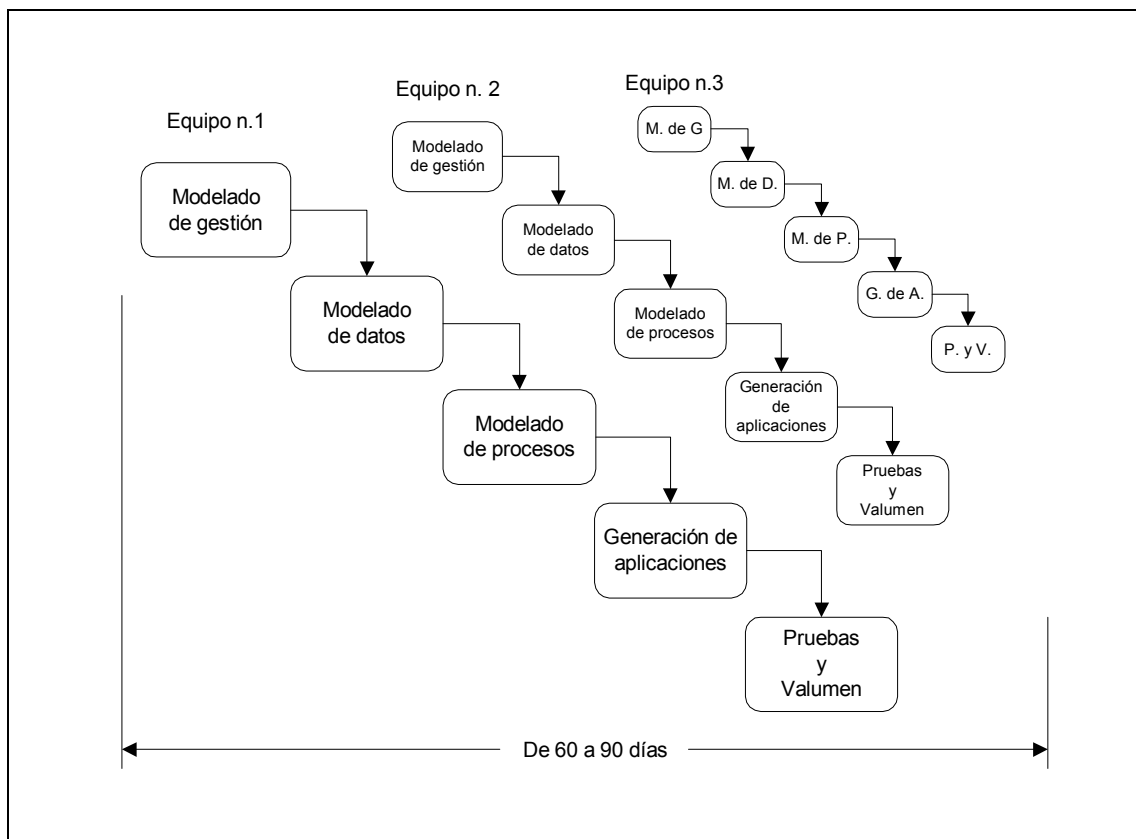 Equipo n.1
Modelado
de gestión
Modelado
de datos
Modelado
de procesos
Generación de
aplicaciones
Pruebas
y
Valumen
Equipo n. 2
Modelado
de gestión
Modelado
de datos
Modelado
de procesos
Generación
de
aplicaciones
Pruebas
y
Valumen
Equipo n.3
M. de G
M. de D.
M. de P.
G. de A.
P. y V.
De 60 a 90 días